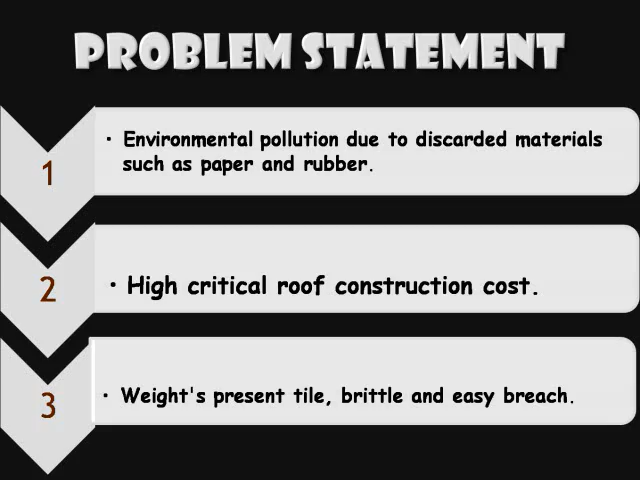 PROBLEM STATEMENT
1
• Environmental pollution due to discarded materials
such as paper and rubber.
2
• High critical roof construction cost.
3
• Weight's present tile, brittle and easy breach.